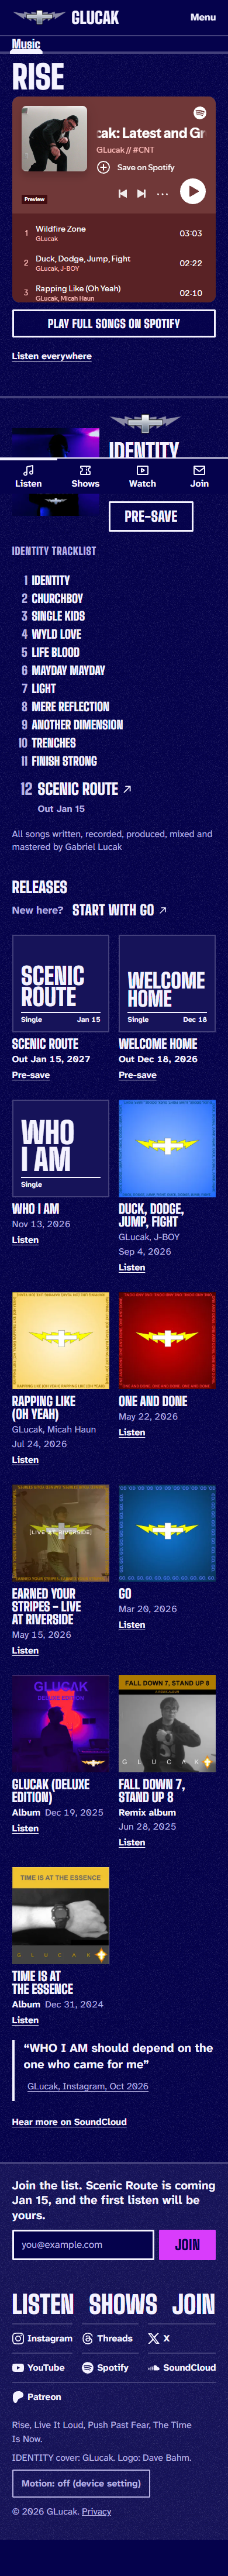 GLUCAK
Menu
Music
RISE
cak: Latest and Gr
GLucak // #CNT
Save on Spotify
Preview
1 Wildfire Zone 03:03
GLucak
2 Duck, Dodge, Jump, Fight 02:22
GLucak, J-BOY
3 Rapping Like (Oh Yeah) 02:10
GLucak, Micah Haun
PLAY FULL SONGS ON SPOTIFY
Listen everywhere
IDENTITY
Listen
Shows
Watch
Join
PRE-SAVE
IDENTITY TRACKLIST
1 IDENTITY
2 CHURCHBOY
3 SINGLE KIDS
4 WYLD LOVE
5 LIFE BLOOD
6 MAYDAY MAYDAY
7 LIGHT
8 MERE REFLECTION
9 ANOTHER DIMENSION
10 TRENCHES
11 FINISH STRONG
12 SCENIC ROUTE ↗
Out Jan 15
All songs written, recorded, produced, mixed and
mastered by Gabriel Lucak
RELEASES
New here? START WITH GO ↗
SCENIC
ROUTE
Single Jan 15
SCENIC ROUTE
Out Jan 15, 2027
Pre-save
WELCOME
HOME
Single Dec 18
WELCOME HOME
Out Dec 18, 2026
Pre-save
WHO
I AM
Single
WHO I AM
Nov 13, 2026
Listen
DUCK, DODGE,
JUMP, FIGHT
GLucak, J-BOY
Sep 4, 2026
Listen
RAPPING LIKE
(OH YEAH)
GLucak, Micah Haun
Jul 24, 2026
Listen
ONE AND DONE
May 22, 2026
Listen
[LIVE AT RIVERSIDE]
EARNED YOUR
STRIPES – LIVE
AT RIVERSIDE
May 15, 2026
Listen
GO
Mar 20, 2026
Listen
GLUCAK
DELUXE EDITION
GLUCAK (DELUXE
EDITION)
Album Dec 19, 2025
Listen
FALL DOWN 7, STAND UP 8
G L U C A K
FALL DOWN 7,
STAND UP 8
Remix album
Jun 28, 2025
Listen
TIME IS AT THE ESSENCE
G L U C A K
TIME IS AT
THE ESSENCE
Album Dec 31, 2024
Listen
“WHO I AM should depend on the
one who came for me”
GLucak, Instagram, Oct 2026
Hear more on SoundCloud
Join the list. Scenic Route is coming
Jan 15, and the first listen will be
yours.
you@example.com
JOIN
LISTEN SHOWS JOIN
Instagram Threads X
YouTube Spotify SoundCloud
Patreon
Rise, Live It Loud, Push Past Fear, The Time
Is Now.
IDENTITY cover: GLucak. Logo: Dave Bahm.
Motion: off (device setting)
© 2026 GLucak. Privacy